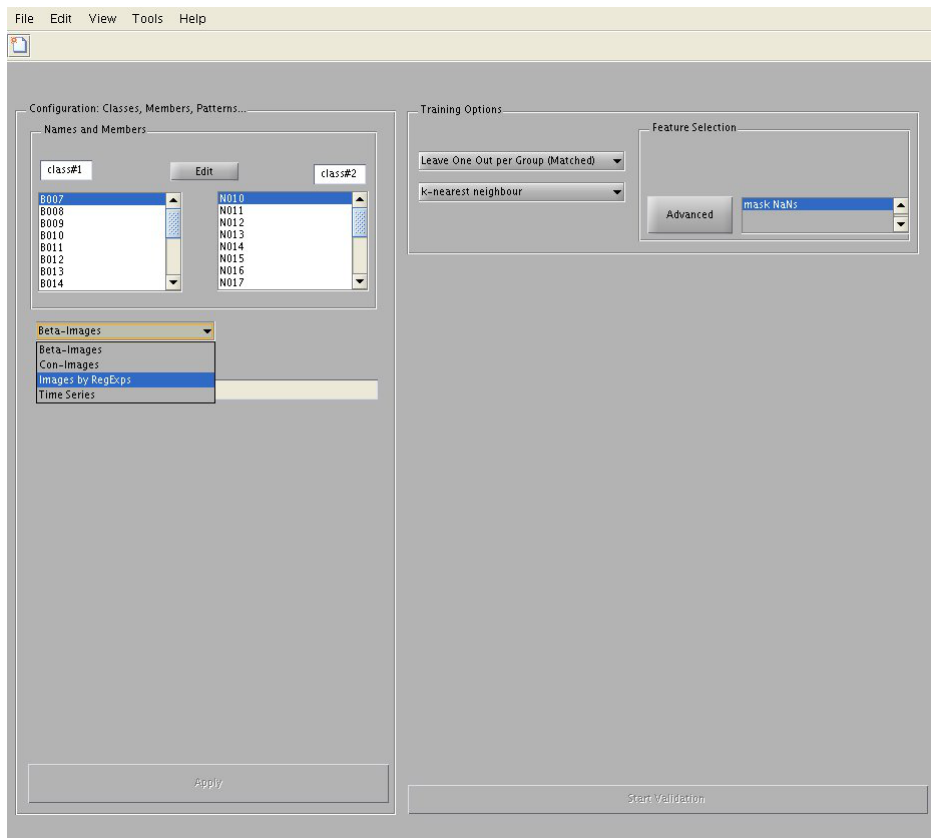 File Edit View Tools Help
Configuration: Classes, Members, Patterns...
Names and Members
class#1
Edit
class#2
B007
B008
B009
B010
B011
B012
B013
B014
N010
N011
N012
N013
N014
N015
N016
N017
Beta-Images
Beta-Images
Con-Images
Images by RegExps
Time Series
Apply
Training Options
Leave One Out per Group (Matched)
k-nearest neighbour
Feature Selection
Advanced
mask NaNs
Start Validation